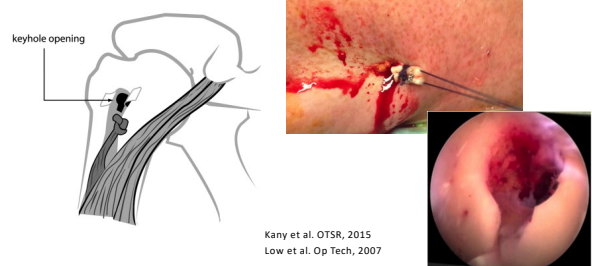 keyhole opening
Kany et al. OTSR, 2015
Low et al. Op Tech, 2007